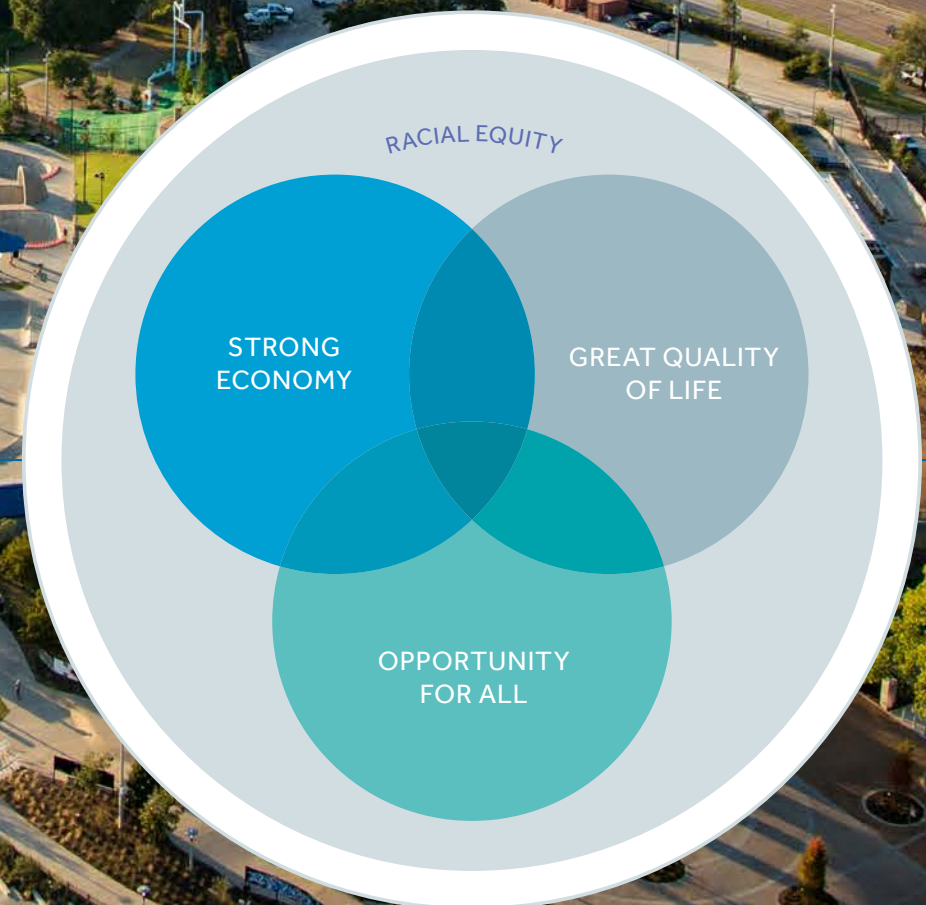 RACIAL EQUITY
STRONG
ECONOMY
GREAT QUALITY
OF LIFE
OPPORTUNITY
FOR ALL